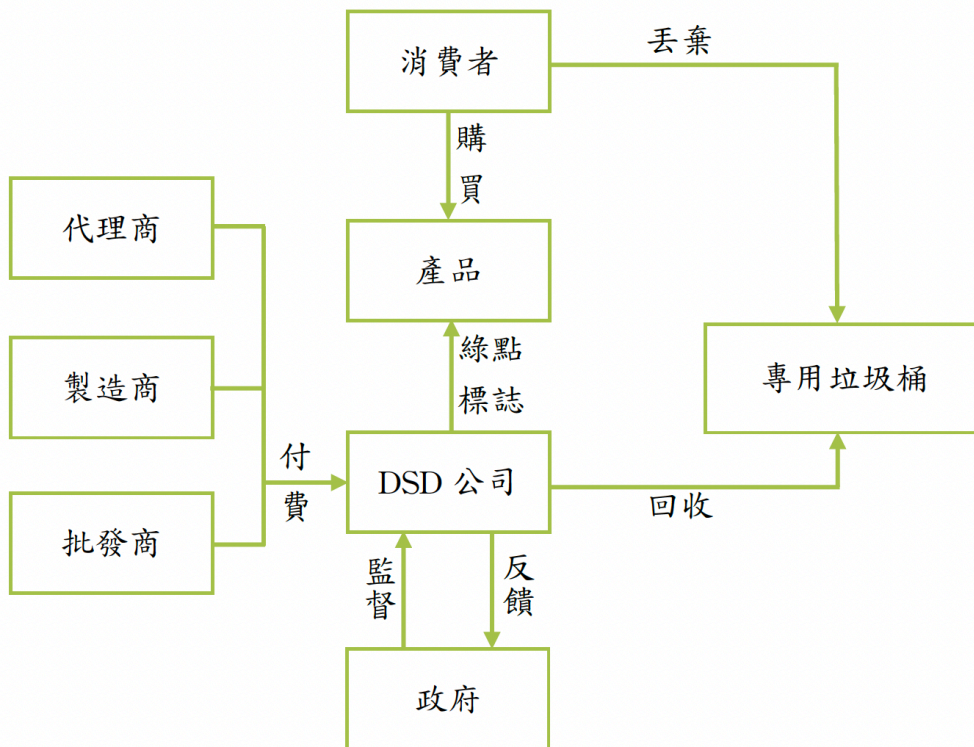 消費者
丟棄
購
買
代理商
產品
綠點
標誌
製造商
專用垃圾桶
付
費
DSD 公司
回收
批發商
監
督
反
饋
政府